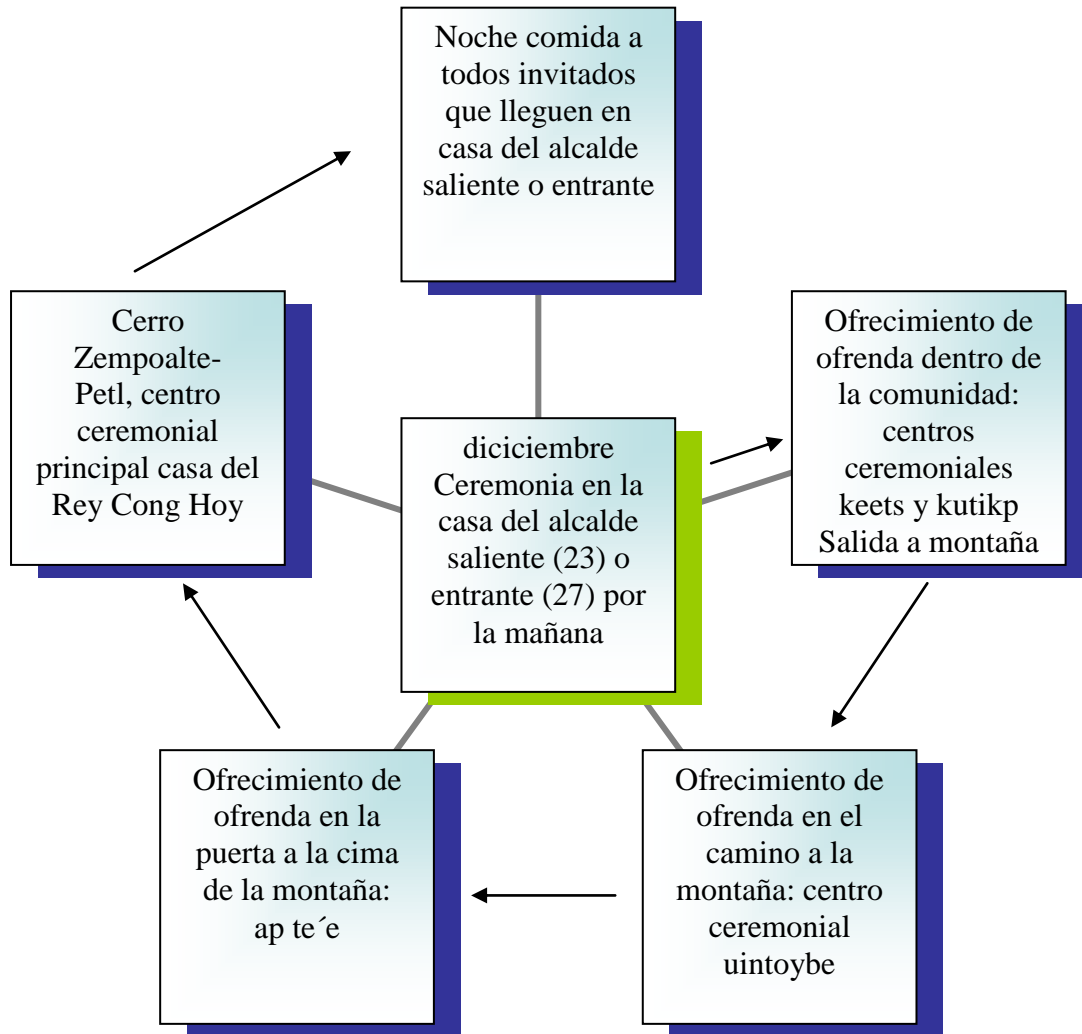 Noche comida a
todos invitados
que lleguen en
casa del alcalde
saliente o entrante
Cerro
Zempoalte-
Petl, centro
ceremonial
principal casa del
Rey Cong Hoy
diciciembre
Ceremonia en la
casa del alcalde
saliente (23) o
entrante (27) por
la mañana
Ofrecimiento de
ofrenda dentro de
la comunidad:
centros
ceremoniales
keets y kutikp
Salida a montaña
Ofrecimiento de
ofrenda en la
puerta a la cima
de la montaña:
ap te´e
Ofrecimiento de
ofrenda en el
camino a la
montaña: centro
ceremonial
uintoybe